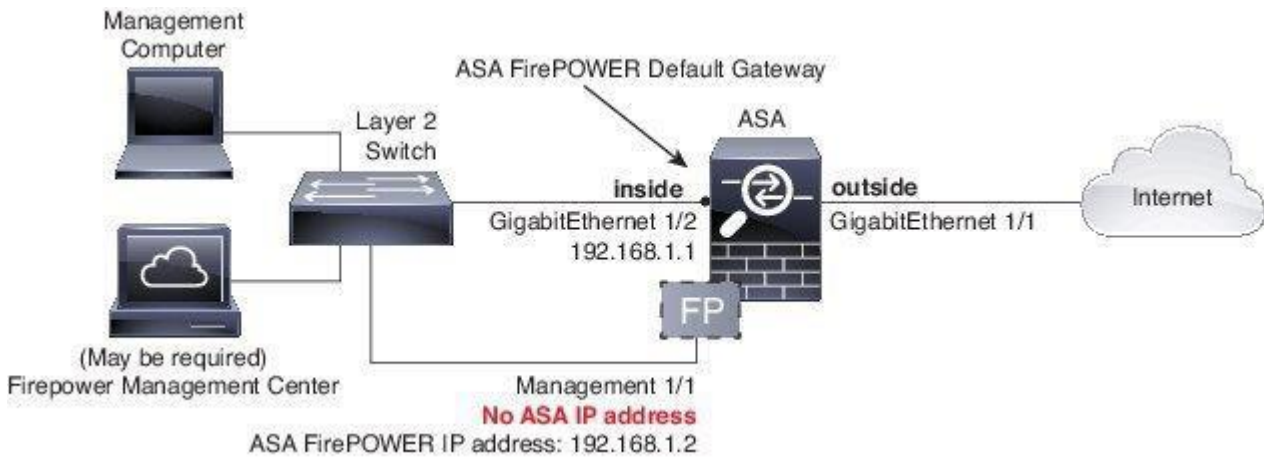 Management
Computer
ASA FirePOWER Default Gateway
Layer 2
Switch
ASA
inside
GigabitEthernet 1/2
192.168.1.1
outside
GigabitEthernet 1/1
Internet
FP
(May be required)
Firepower Management Center
Management 1/1
No ASA IP address
ASA FirePOWER IP address: 192.168.1.2